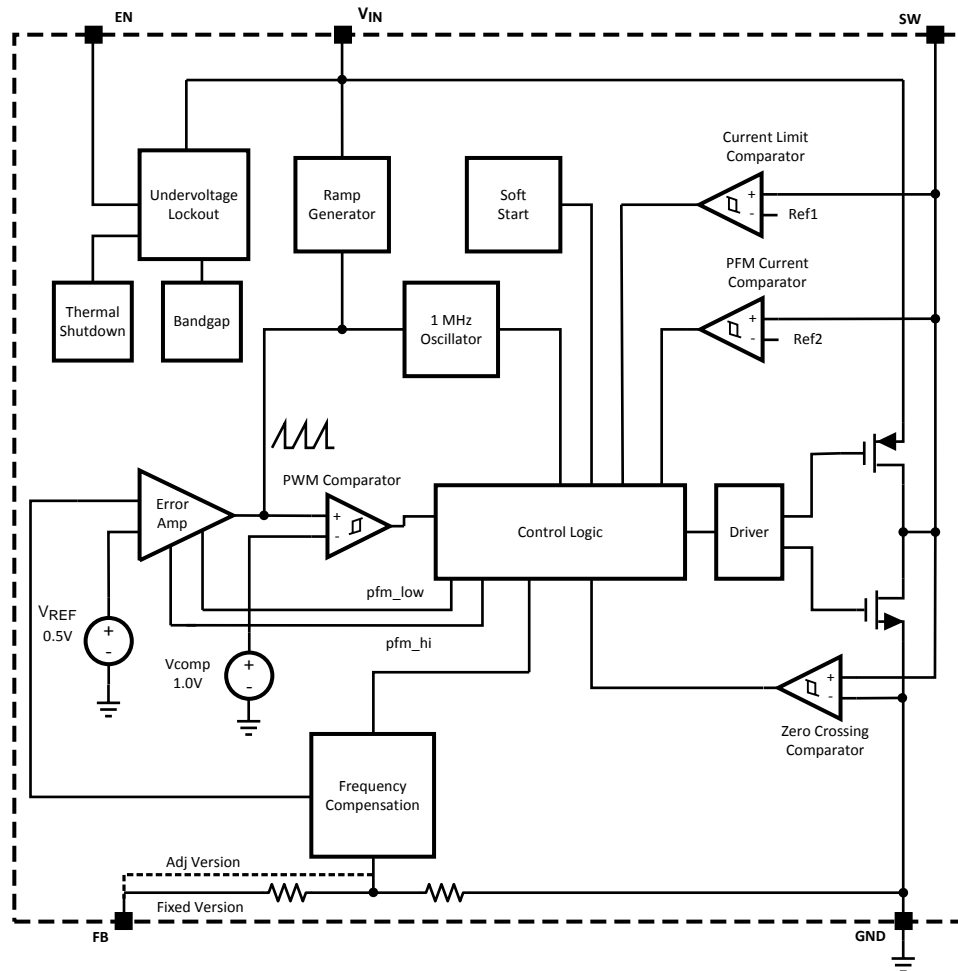 EN
VIN
SW
Current Limit
Comparator
+
-
Ref1
Undervoltage
Lockout
Ramp
Generator
Soft
Start
PFM Current
Comparator
+
-
Ref2
Thermal
Shutdown
Bandgap
1 MHz
Oscillator
PWM Comparator
Error
Amp
+
-
Control Logic
Driver
pfm_low
pfm_hi
VREF
0.5V
+
-
Vcomp
1.0V
+
-
+
-
Zero Crossing
Comparator
Frequency
Compensation
Adj Version
Fixed Version
FB
GND